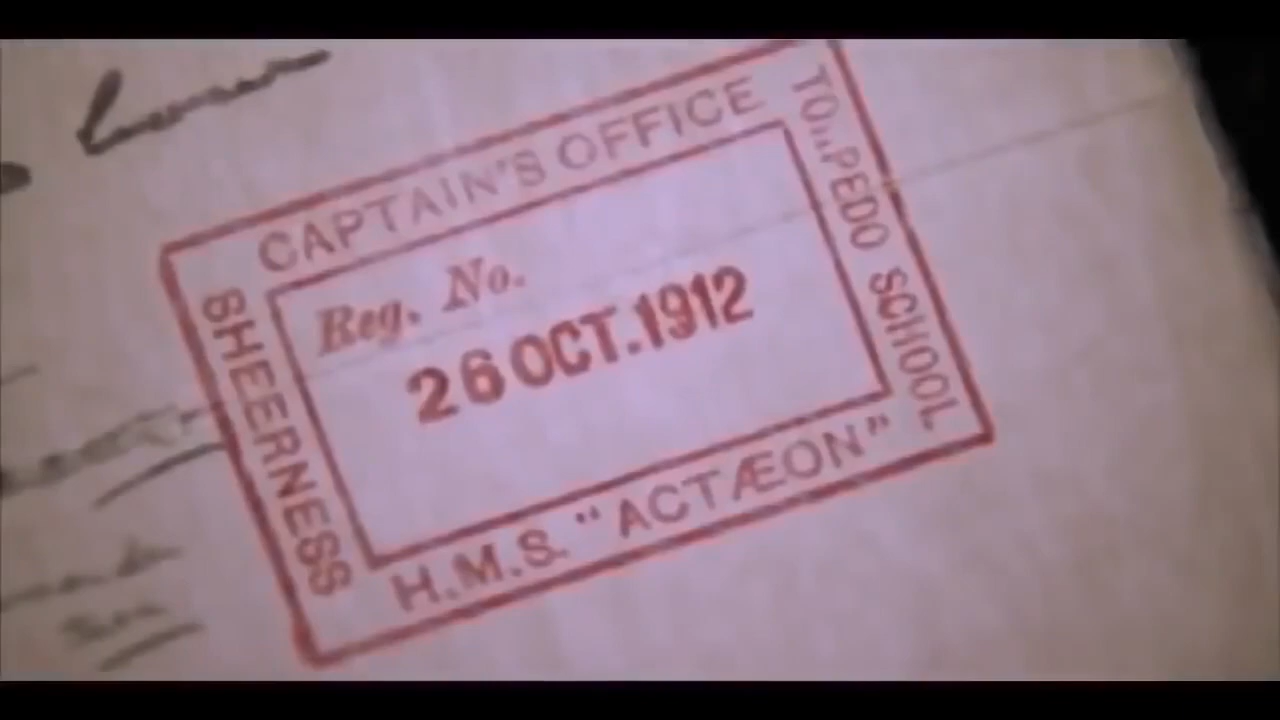 CAPTAIN'S OFFICE
TO...PEDO SCHOOL
SHEERNESS
Reg. No.
26 OCT. 1912
H.M.S. "ACTÆON"